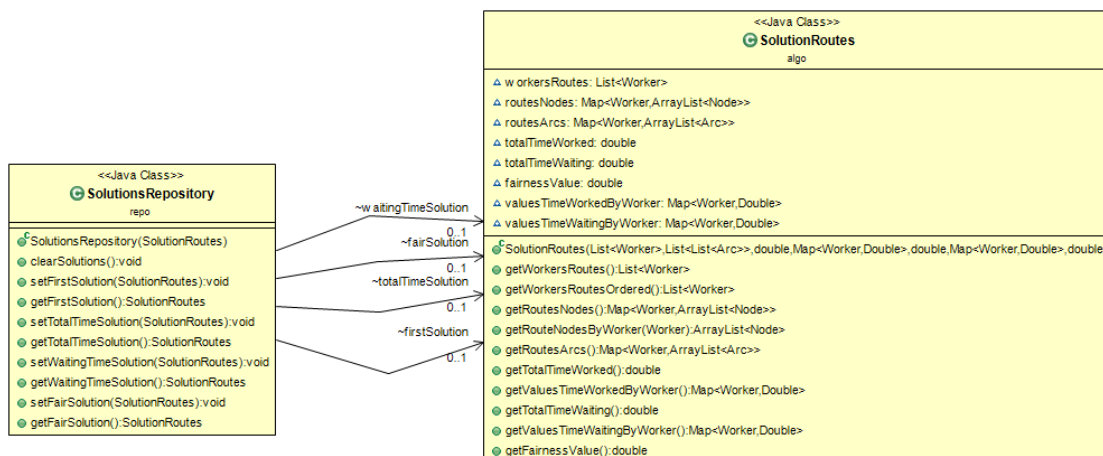 <<Java Class>>
SolutionsRepository
repo
SolutionsRepository(SolutionRoutes)
clearSolutions():void
setFirstSolution(SolutionRoutes):void
getFirstSolution():SolutionRoutes
setTotalTimeSolution(SolutionRoutes):void
getTotalTimeSolution():SolutionRoutes
setWaitingTimeSolution(SolutionRoutes):void
getWaitingTimeSolution():SolutionRoutes
setFairSolution(SolutionRoutes):void
getFairSolution():SolutionRoutes
~waitingTimeSolution
0..1
~fairSolution
0..1
~totalTimeSolution
0..1
~firstSolution
0..1
<<Java Class>>
SolutionRoutes
algo
workersRoutes: List<Worker>
routesNodes: Map<Worker,ArrayList<Node>>
routesArcs: Map<Worker,ArrayList<Arc>>
totalTimeWorked: double
totalTimeWaiting: double
fairnessValue: double
valuesTimeWorkedByWorker: Map<Worker,Double>
valuesTimeWaitingByWorker: Map<Worker,Double>
SolutionRoutes(List<Worker>,List<List<Arc>>,double,Map<Worker,Double>,double,Map<Worker,Double>,double
getWorkersRoutes():List<Worker>
getWorkersRoutesOrdered():List<Worker>
getRoutesNodes():Map<Worker,ArrayList<Node>>
getRouteNodesByWorker(Worker):ArrayList<Node>
getRoutesArcs():Map<Worker,ArrayList<Arc>>
getTotalTimeWorked():double
getValuesTimeWorkedByWorker():Map<Worker,Double>
getTotalTimeWaiting():double
getValuesTimeWaitingByWorker():Map<Worker,Double>
getFairnessValue():double